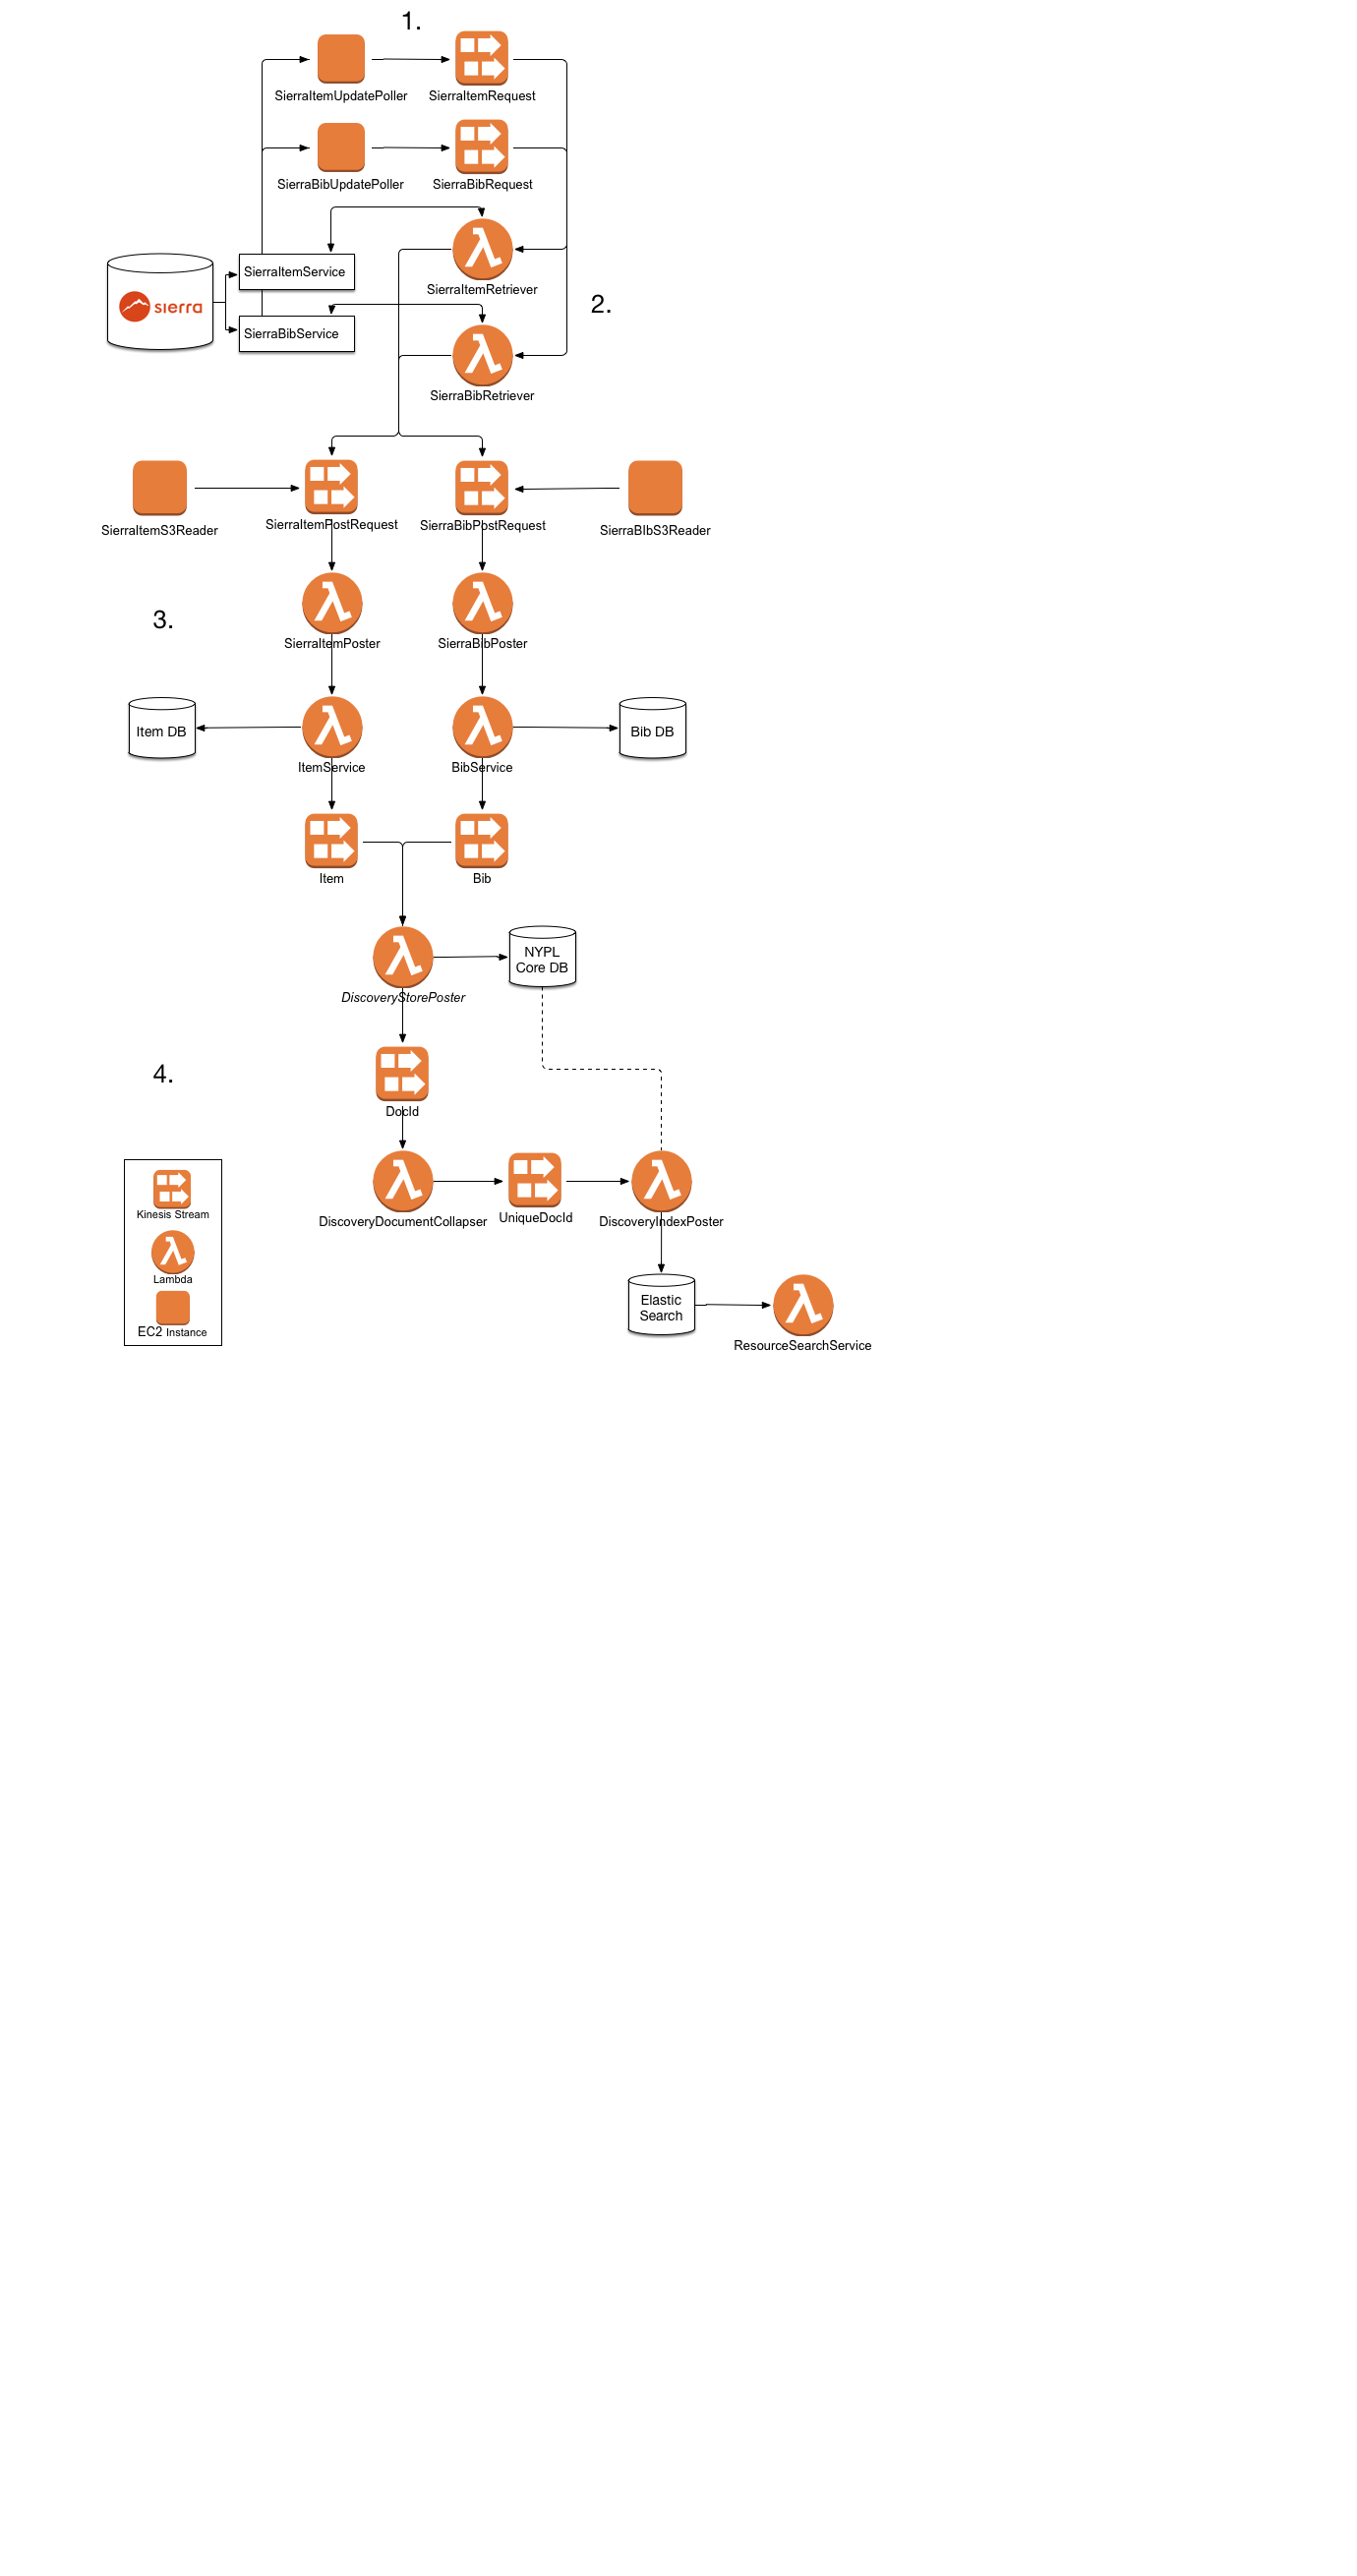 1.
SierraItemUpdatePoller
SierraItemRequest
SierraBibUpdatePoller
SierraBibRequest
SierraItemService
SierraItemRetriever
sierra
2.
SierraBibService
SierraBibRetriever
SierraItemS3Reader
SierraItemPostRequest
SierraBibPostRequest
SierraBIbS3Reader
3.
SierraItemPoster
SierraBibPoster
Item DB
Bib DB
ItemService
BibService
Item
Bib
NYPL
Core DB
DiscoveryStorePoster
4.
DocId
DiscoveryDocumentCollapser
UniqueDocId
DiscoveryIndexPoster
Kinesis Stream
Lambda
EC2 Instance
Elastic
Search
ResourceSearchService